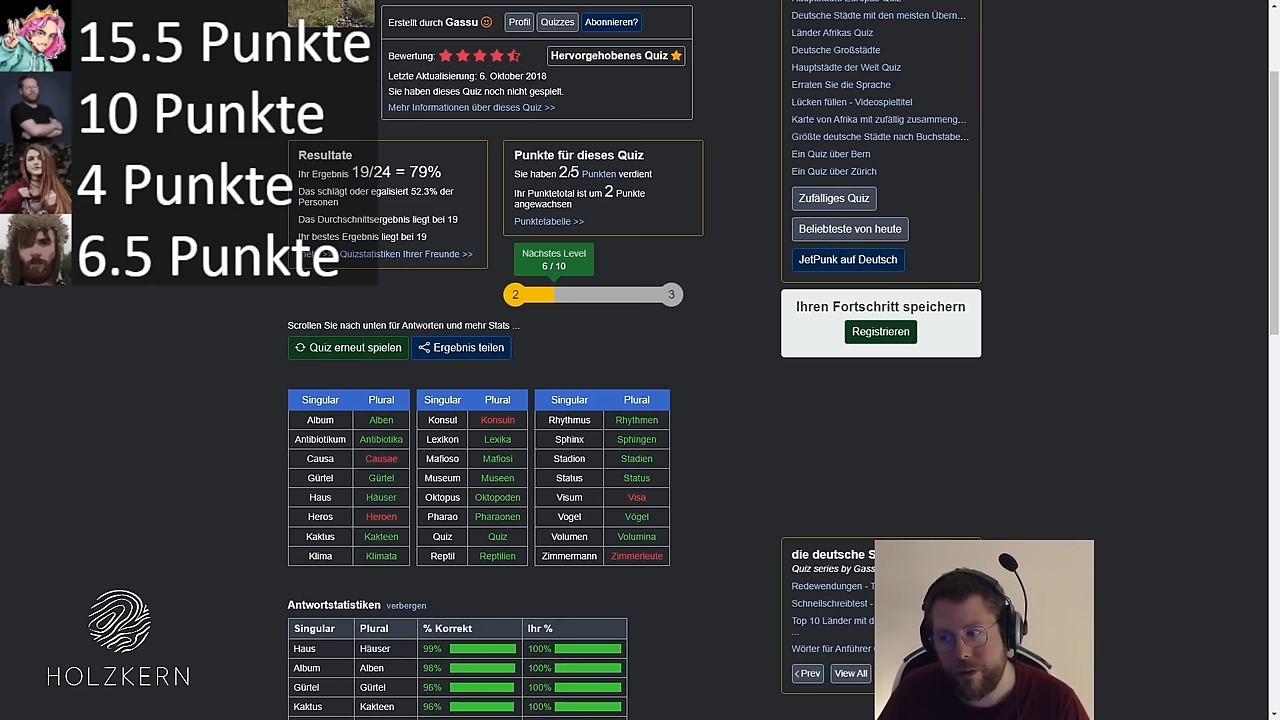 15.5 Punkte
10 Punkte
4 Punkte
6.5 Punkte
Erstellt durch Gassu
Profil
Quizzes
Abonnieren?
Bewertung:
Hervorgehobenes Quiz
Letzte Aktualisierung: 6. Oktober 2018
Sie haben dieses Quiz noch nicht gespielt.
Mehr Informationen über dieses Quiz >>
Resultate
Ihr Ergebnis 19/24 = 79%
Das schlägt oder egalisiert 52.3% der
Personen
Das Durchschnittsergebnis liegt bei 19
Ihr bestes Ergebnis liegt bei 19
Quizstatistiken Ihrer Freunde >>
Punkte für dieses Quiz
Sie haben 2/5 Punkten verdient
Ihr Punktetotal ist um 2 Punkte
angewachsen
Punktetabelle >>
Nächstes Level
6 / 10
2
3
Scrollen Sie nach unten für Antworten und mehr Stats ...
Quiz erneut spielen
Ergebnis teilen
Singular Plural
Album Alben
Antibiotikum Antibiotika
Causa Causae
Gürtel Gürtel
Haus Häuser
Heros Heroen
Kaktus Kakteen
Klima Klimata
Singular Plural
Konsul Konsuln
Lexikon Lexika
Mafioso Mafiosi
Museum Museen
Oktopus Oktopoden
Pharao Pharaonen
Quiz Quiz
Reptil Reptilien
Singular Plural
Rhythmus Rhythmen
Sphinx Sphingen
Stadion Stadien
Status Status
Visum Visa
Vogel Vögel
Volumen Volumina
Zimmermann Zimmerleute
Antwortstatistiken verbergen
Singular Plural % Korrekt Ihr %
Haus Häuser 99% 100%
Album Alben 98% 100%
Gürtel Gürtel 96% 100%
Kaktus Kakteen 96% 100%
Deutsche Städte mit den meisten Übern...
Länder Afrikas Quiz
Deutsche Großstädte
Hauptstädte der Welt Quiz
Erraten Sie die Sprache
Lücken füllen - Videospieltitel
Karte von Afrika mit zufällig zusammeng...
Größte deutsche Städte nach Buchstabe...
Ein Quiz über Bern
Ein Quiz über Zürich
Zufälliges Quiz
Beliebteste von heute
JetPunk auf Deutsch
Ihren Fortschritt speichern
Registrieren
die deutsche S
Quiz series by Gass
Redewendungen - T
Schnellschreibtest -
Top 10 Länder mit d
...
Wörter für Anführer
< Prev
View All
HOLZKERN